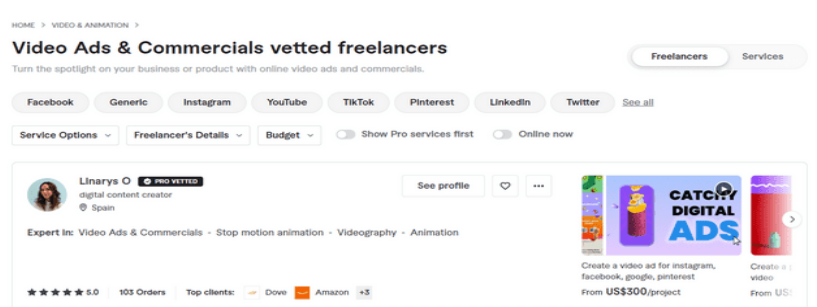 HOME > VIDEO & ANIMATION >
Video Ads & Commercials vetted freelancers
Turn the spotlight on your business or product with online video ads and commercials.
Freelancers Services
Facebook Generic Instagram YouTube TikTok Pinterest LinkedIn Twitter See all
Service Options Freelancer's Details Budget Show Pro services first Online now
Linarys O PRO VETTED
digital content creator
Spain
See profile
Expert in: Video Ads & Commercials - Stop motion animation - Videography - Animation
5.0 103 Orders Top clients: Dove Amazon +3
CATCHY
DIGITAL
ADS
Create a video ad for instagram,
facebook, google, pinterest
From US$300/project
Create a
video
From US